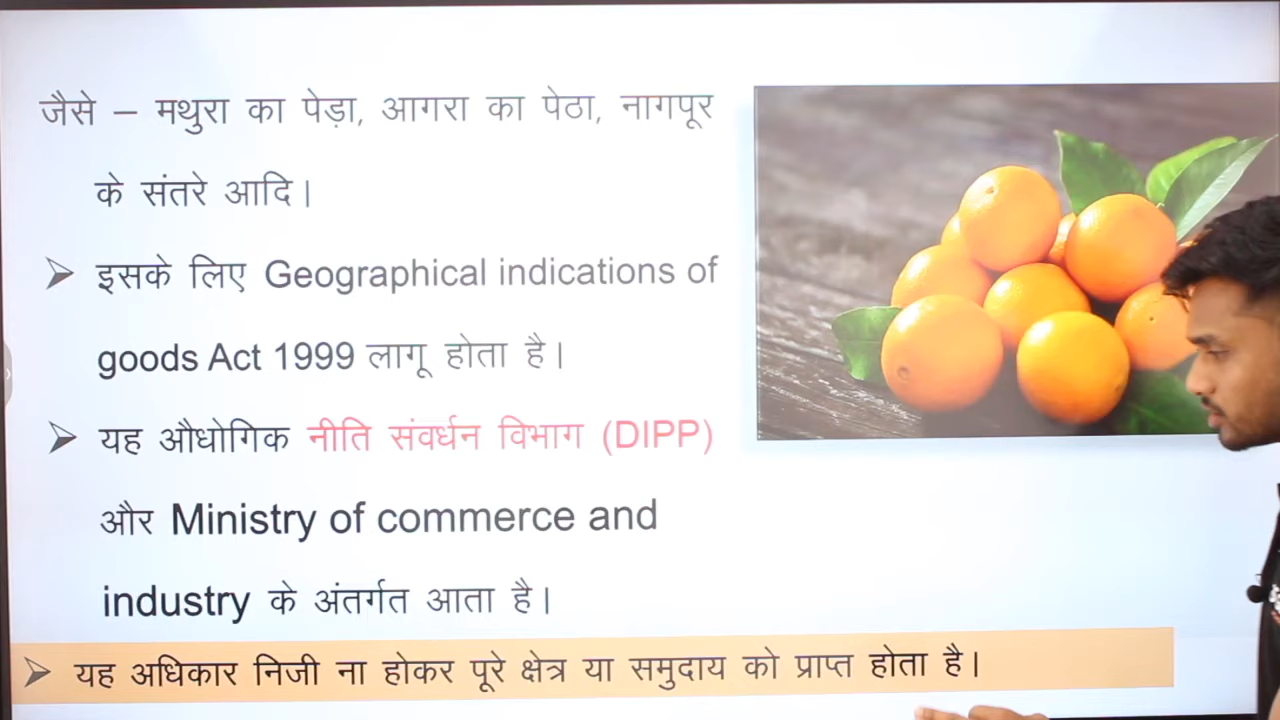 जैसे – मथुरा का पेड़ा, आगरा का पेठा, नागपूर
के संतरे आदि।
➢ इसके लिए Geographical indications of
goods Act 1999 लागू होता है।
➢ यह औधोगिक नीति संवर्धन विभाग (DIPP)
और Ministry of commerce and
industry के अंतर्गत आता है।
➢ यह अधिकार निजी ना होकर पूरे क्षेत्र या समुदाय को प्राप्त होता है।